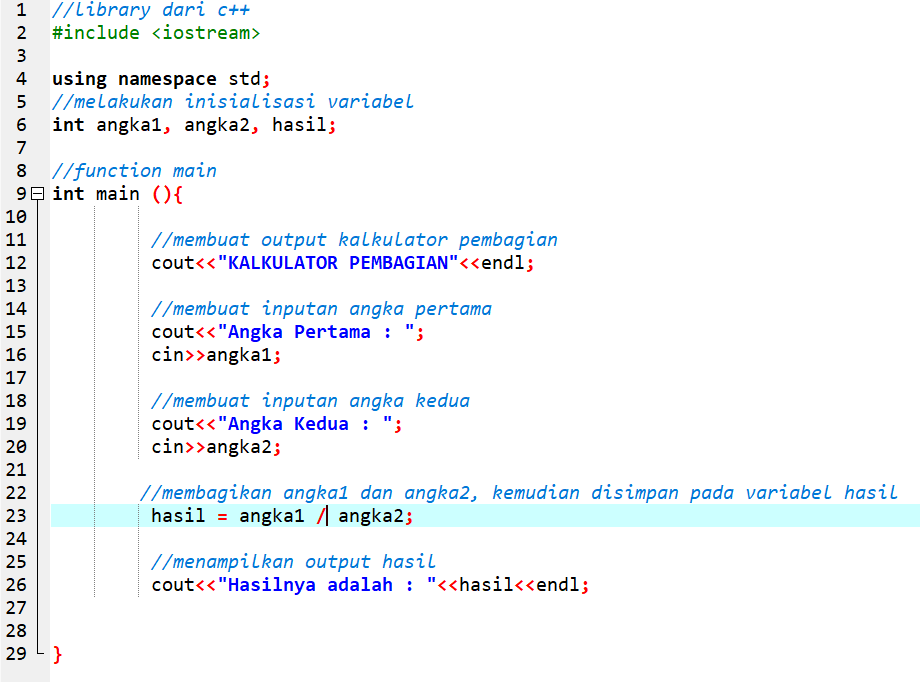 1 //library dari c++
2 #include <iostream>
3
4 using namespace std;
5 //melakukan inisialisasi variabel
6 int angka1, angka2, hasil;
7
8 //function main
9 int main (){
10
11 //membuat output kalkulator pembagian
12 cout<<"KALKULATOR PEMBAGIAN"<<endl;
13
14 //membuat inputan angka pertama
15 cout<<"Angka Pertama : ";
16 cin>>angka1;
17
18 //membuat inputan angka kedua
19 cout<<"Angka Kedua : ";
20 cin>>angka2;
21
22 //membagikan angka1 dan angka2, kemudian disimpan pada variabel hasil
23 hasil = angka1 / angka2;
24
25 //menampilkan output hasil
26 cout<<"Hasilnya adalah : "<<hasil<<endl;
27
28
29 }